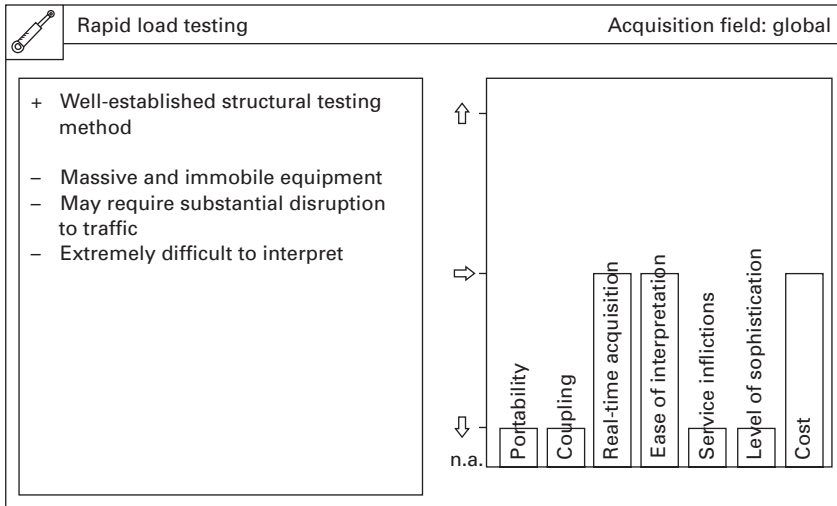 Rapid load testing
Acquisition field: global
+ Well-established structural testing
method
– Massive and immobile equipment
– May require substantial disruption
to traffic
– Extremely difficult to interpret
n.a.
Portability
Coupling
Real-time acquisition
Ease of interpretation
Service inflictions
Level of sophistication
Cost